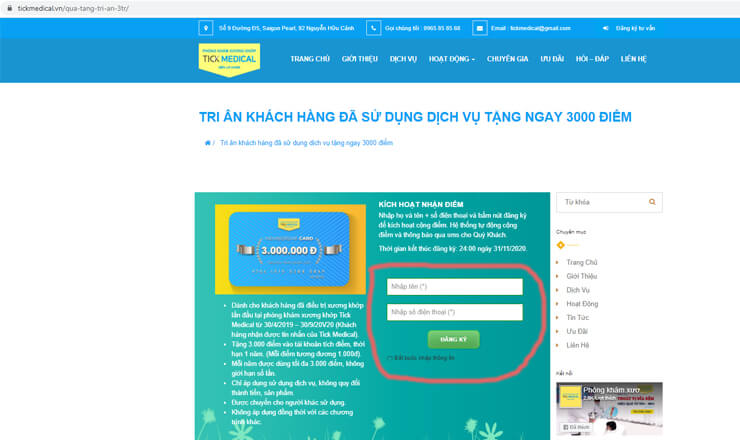 tickmedical.vn/qua-tang-tri-an-3tr/
Số 9 Đường D5, Saigon Pearl, 92 Nguyễn Hữu Cảnh
Gọi chúng tôi : 0965 85 85 68
Email : tickmedical@gmail.com
Đăng ký tư vấn
PHÒNG KHÁM XƯƠNG KHỚP
TICK MEDICAL
TRANG CHỦ
GIỚI THIỆU
DỊCH VỤ
HOẠT ĐỘNG
CHUYÊN GIA
ƯU ĐÃI
HỎI – ĐÁP
LIÊN HỆ
TRI ÂN KHÁCH HÀNG ĐÃ SỬ DỤNG DỊCH VỤ TẶNG NGAY 3000 ĐIỂM
/ Tri ân khách hàng đã sử dụng dịch vụ tặng ngay 3000 điểm
TICK MEDICAL
CARD
3.000.000 Đ
Dành cho khách hàng đã điều trị xương khớp
lần đầu tại phòng khám xương khớp Tick
Medical từ 30/4/2019 – 30/9/20V20 (Khách
hàng nhận được tin nhắn của Tick Medical).
Tặng 3.000 điểm vào tài khoản tích điểm, thời
hạn 1 năm. (Mỗi điểm tương đương 1.000đ).
Mỗi năm được dùng tối đa 3.000 điểm, không
giới hạn số lần.
Chỉ áp dụng sử dụng dịch vụ, không quy đổi
thành tiền, sản phẩm.
Được chuyển cho người khác sử dụng.
Không áp dụng đồng thời với các chương
trình khác.
KÍCH HOẠT NHẬN ĐIỂM
Nhập họ và tên + số điện thoại và bấm nút đăng ký
để kích hoạt cộng điểm. Hệ thống tự động cộng
điểm và thông báo qua sms cho Quý Khách.
Thời gian kết thúc đăng ký: 24:00 ngày 31/11/2020.
Nhập tên (*)
Nhập số điện thoại (*)
ĐĂNG KÝ
(*) Bắt buộc nhập thông tin
Từ khóa
Chuyên mục
Trang Chủ
Giới Thiệu
Dịch Vụ
Hoạt Động
Tin Tức
Ưu Đãi
Liên Hệ
Kết nối
Phòng khám xươ...
Đã thích